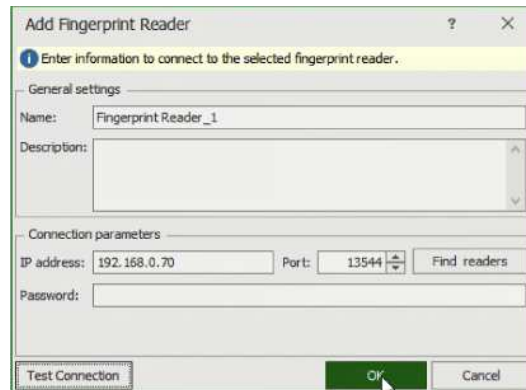 Add Fingerprint Reader ? ×
i Enter information to connect to the selected fingerprint reader.
General settings
Name: Fingerprint Reader_1
Description:
Connection parameters
IP address: 192.168.0.70 Port: 13544 Find readers
Password:
Test Connection OK Cancel